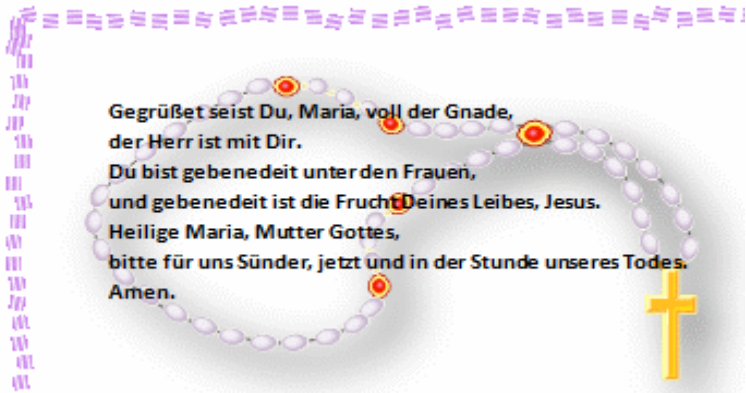 Gegrüßet seist Du, Maria, voll der Gnade,
der Herr ist mit Dir.
Du bist gebenedeit unter den Frauen,
und gebenedeit ist die Frucht Deines Leibes, Jesus.
Heilige Maria, Mutter Gottes,
bitte für uns Sünder, jetzt und in der Stunde unseres Todes.
Amen.